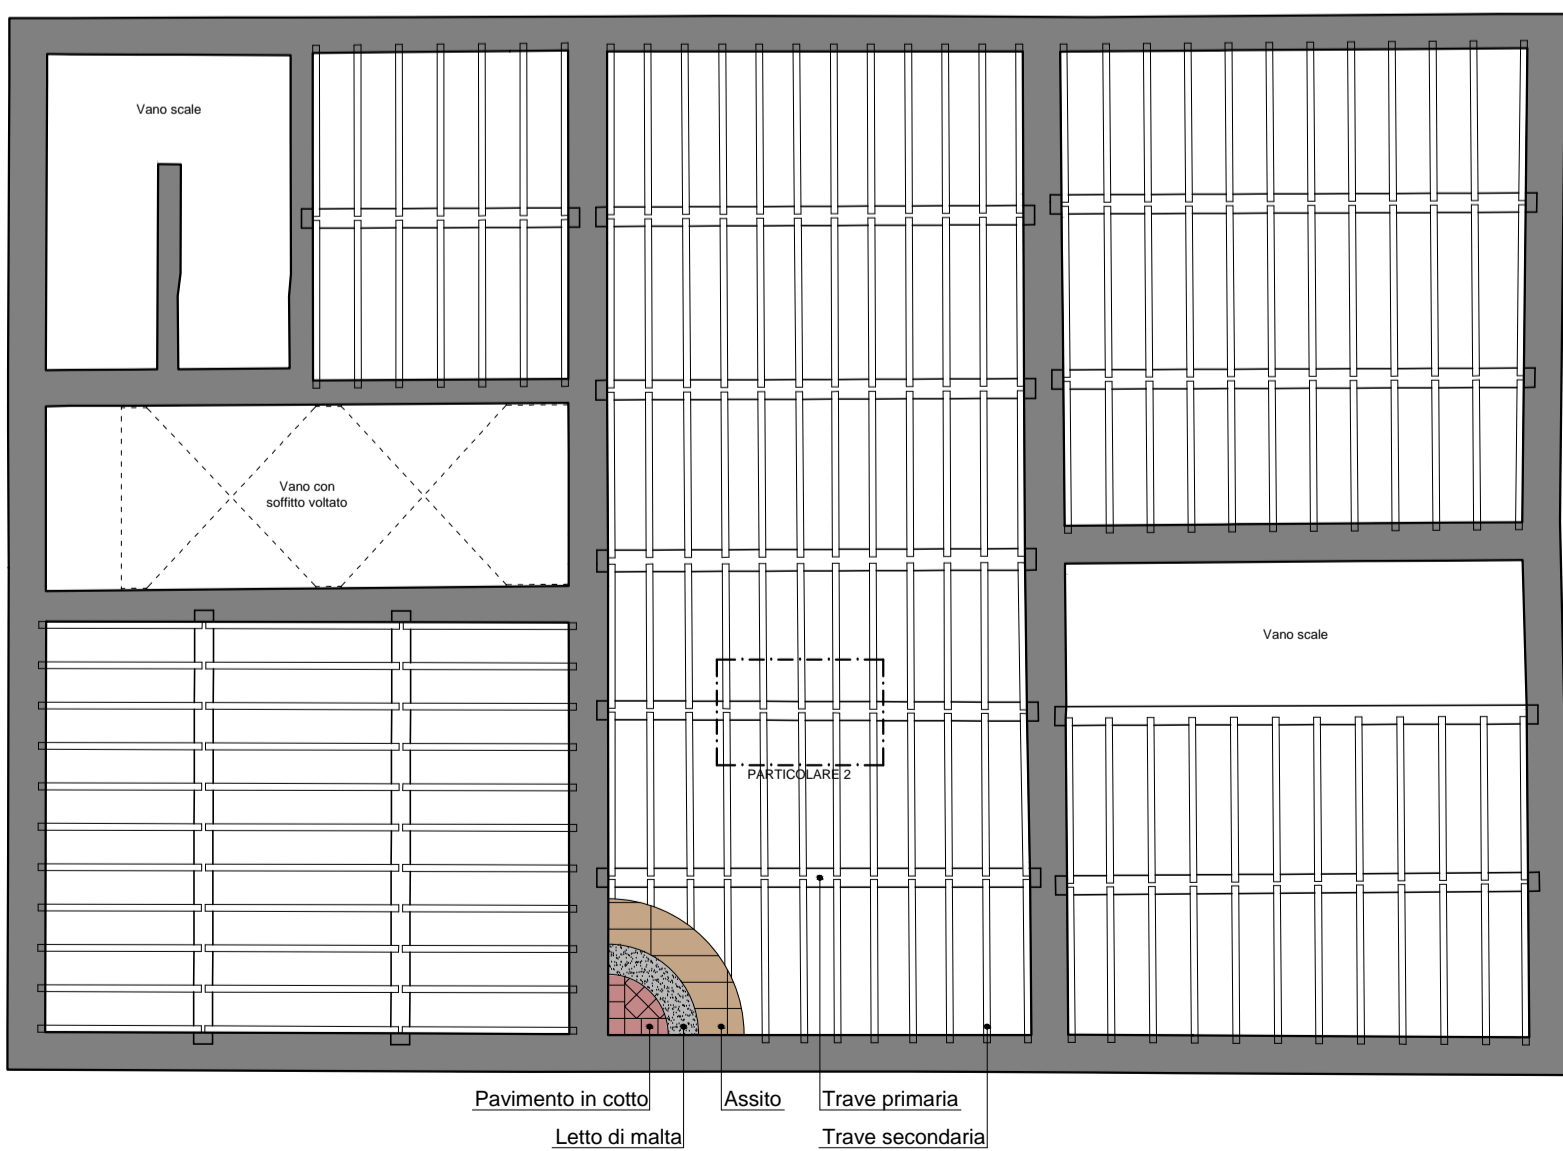 Vano scale
Vano con
soffitto voltato
Vano scale
PARTICOLARE 2
Pavimento in cotto
Assito
Trave primaria
Letto di malta
Trave secondaria